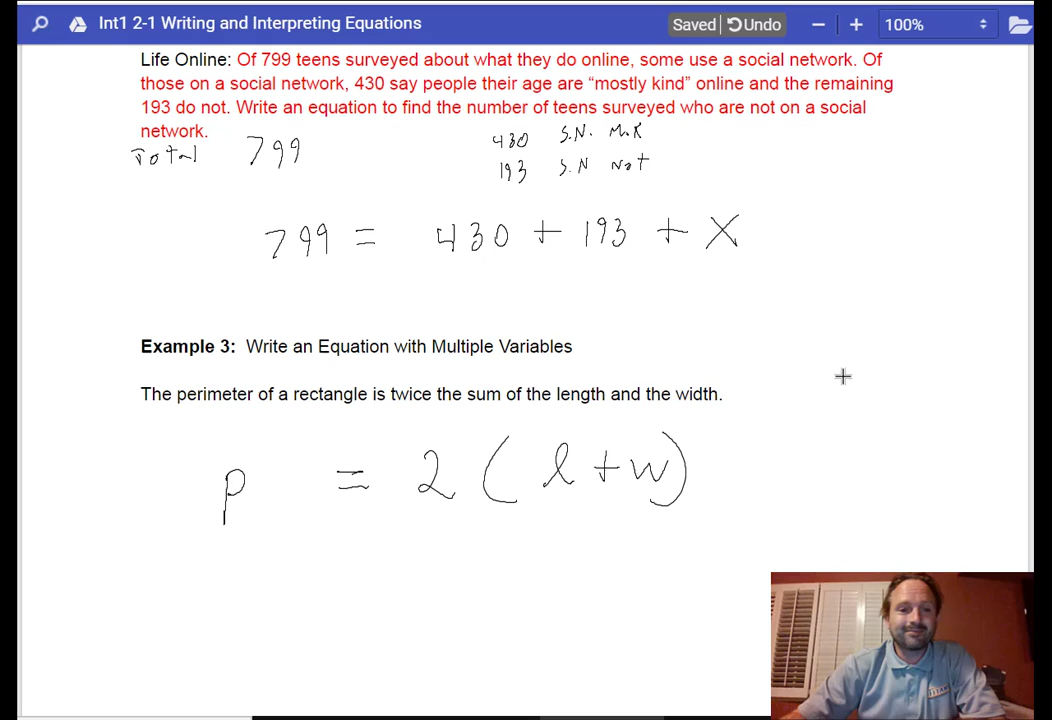 Int1 2-1 Writing and Interpreting Equations Saved Undo 100%
Life Online: Of 799 teens surveyed about what they do online, some use a social network. Of
those on a social network, 430 say people their age are “mostly kind” online and the remaining
193 do not. Write an equation to find the number of teens surveyed who are not on a social
network.
Total 799 430 S.N. M.K
193 S.N Not
799 = 430 + 193 + X
Example 3: Write an Equation with Multiple Variables
The perimeter of a rectangle is twice the sum of the length and the width.
p = 2 ( l + w )